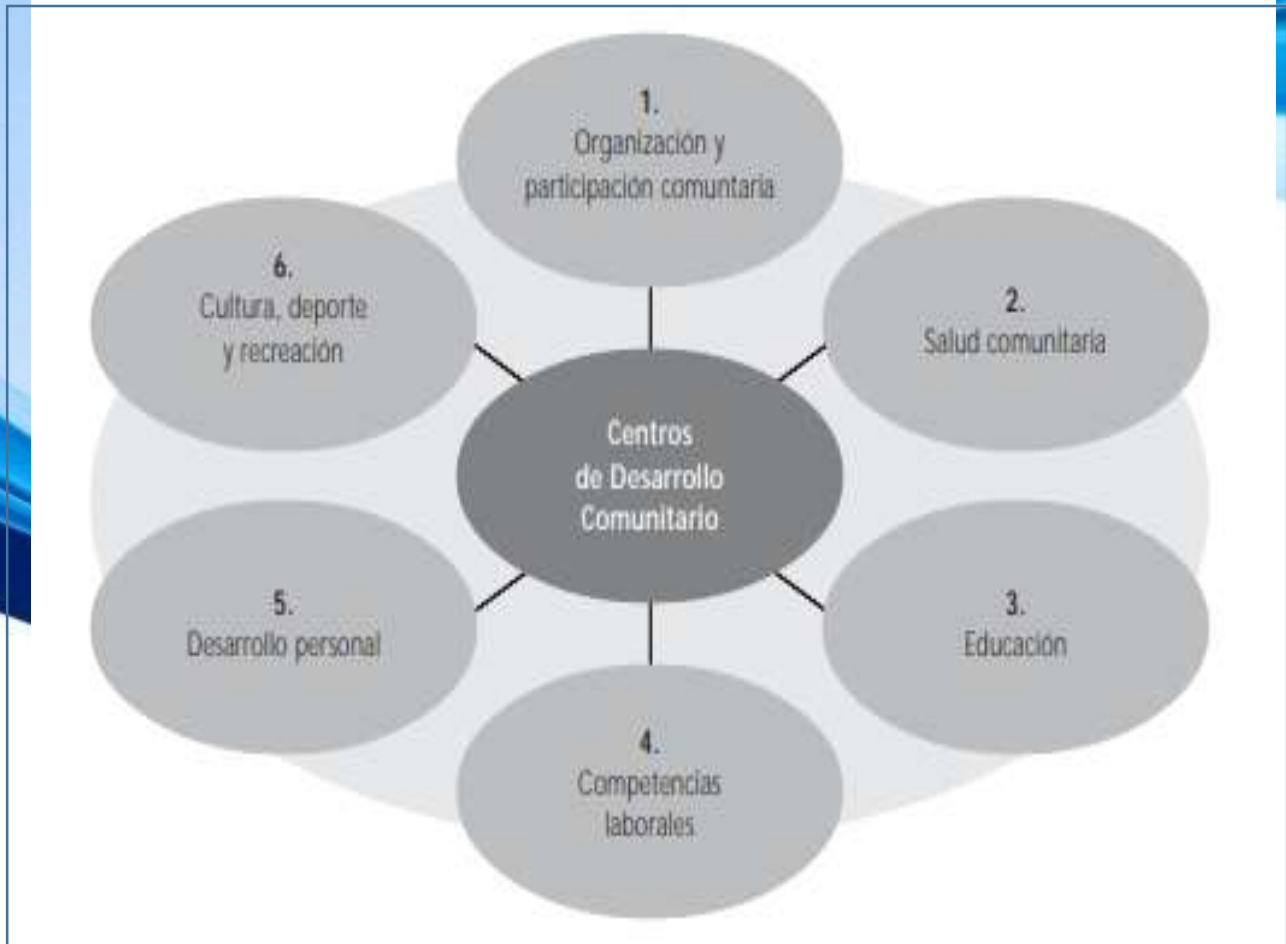 1.
Organización y
participación comuntaria
2.
Salud comunitaria
3.
Educación
4.
Competencias
laborales
5.
Desarrollo personal
6.
Cultura, deporte
y recreación
Centros
de Desarrollo
Comunitario